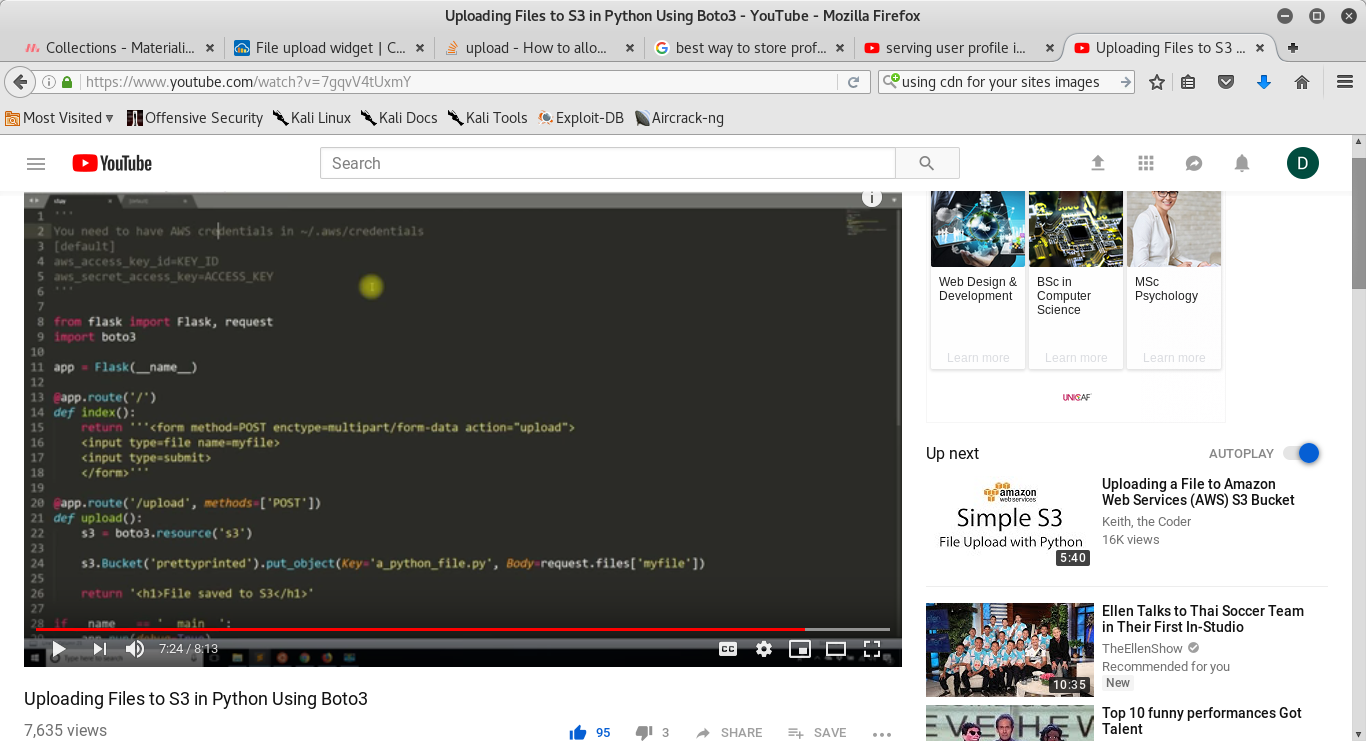 Uploading Files to S3 in Python Using Boto3 - YouTube - Mozilla Firefox
Collections - Materiali... × File upload widget | C... × upload - How to allo... × best way to store prof... × serving user profile i... × Uploading Files to S3 ... ×
https://www.youtube.com/watch?v=7gqvV4tUxmY
using cdn for your sites images
Most Visited Offensive Security Kali Linux Kali Docs Kali Tools Exploit-DB Aircrack-ng
YouTube
Search
D
1 '''
2 You need to have AWS credentials in ~/.aws/credentials
3 [default]
4 aws_access_key_id=KEY_ID
5 aws_secret_access_key=ACCESS_KEY
6 '''
7
8 from flask import Flask, request
9 import boto3
10
11 app = Flask(__name__)
12
13 @app.route('/')
14 def index():
15 return '''<form method=POST enctype=multipart/form-data action="upload">
16 <input type=file name=myfile>
17 <input type=submit>
18 </form>'''
19
20 @app.route('/upload', methods=['POST'])
21 def upload():
22 s3 = boto3.resource('s3')
23
24 s3.Bucket('prettyprinted').put_object(Key='a_python_file.py', Body=request.files['myfile'])
25
26 return '<h1>File saved to S3</h1>'
27
28 if __name__ == '__main__':
7:24 / 8:13
CC
Uploading Files to S3 in Python Using Boto3
7,635 views
95 3 SHARE SAVE
Web Design &
Development
Learn more
BSc in
Computer
Science
Learn more
MSc
Psychology
Learn more
UNICAF
Up next
AUTOPLAY
amazon
web services
Simple S3
File Upload with Python
5:40
Uploading a File to Amazon
Web Services (AWS) S3 Bucket
Keith, the Coder
16K views
10:35
Ellen Talks to Thai Soccer Team
in Their First In-Studio
TheEllenShow
Recommended for you
New
Top 10 funny performances Got
Talent